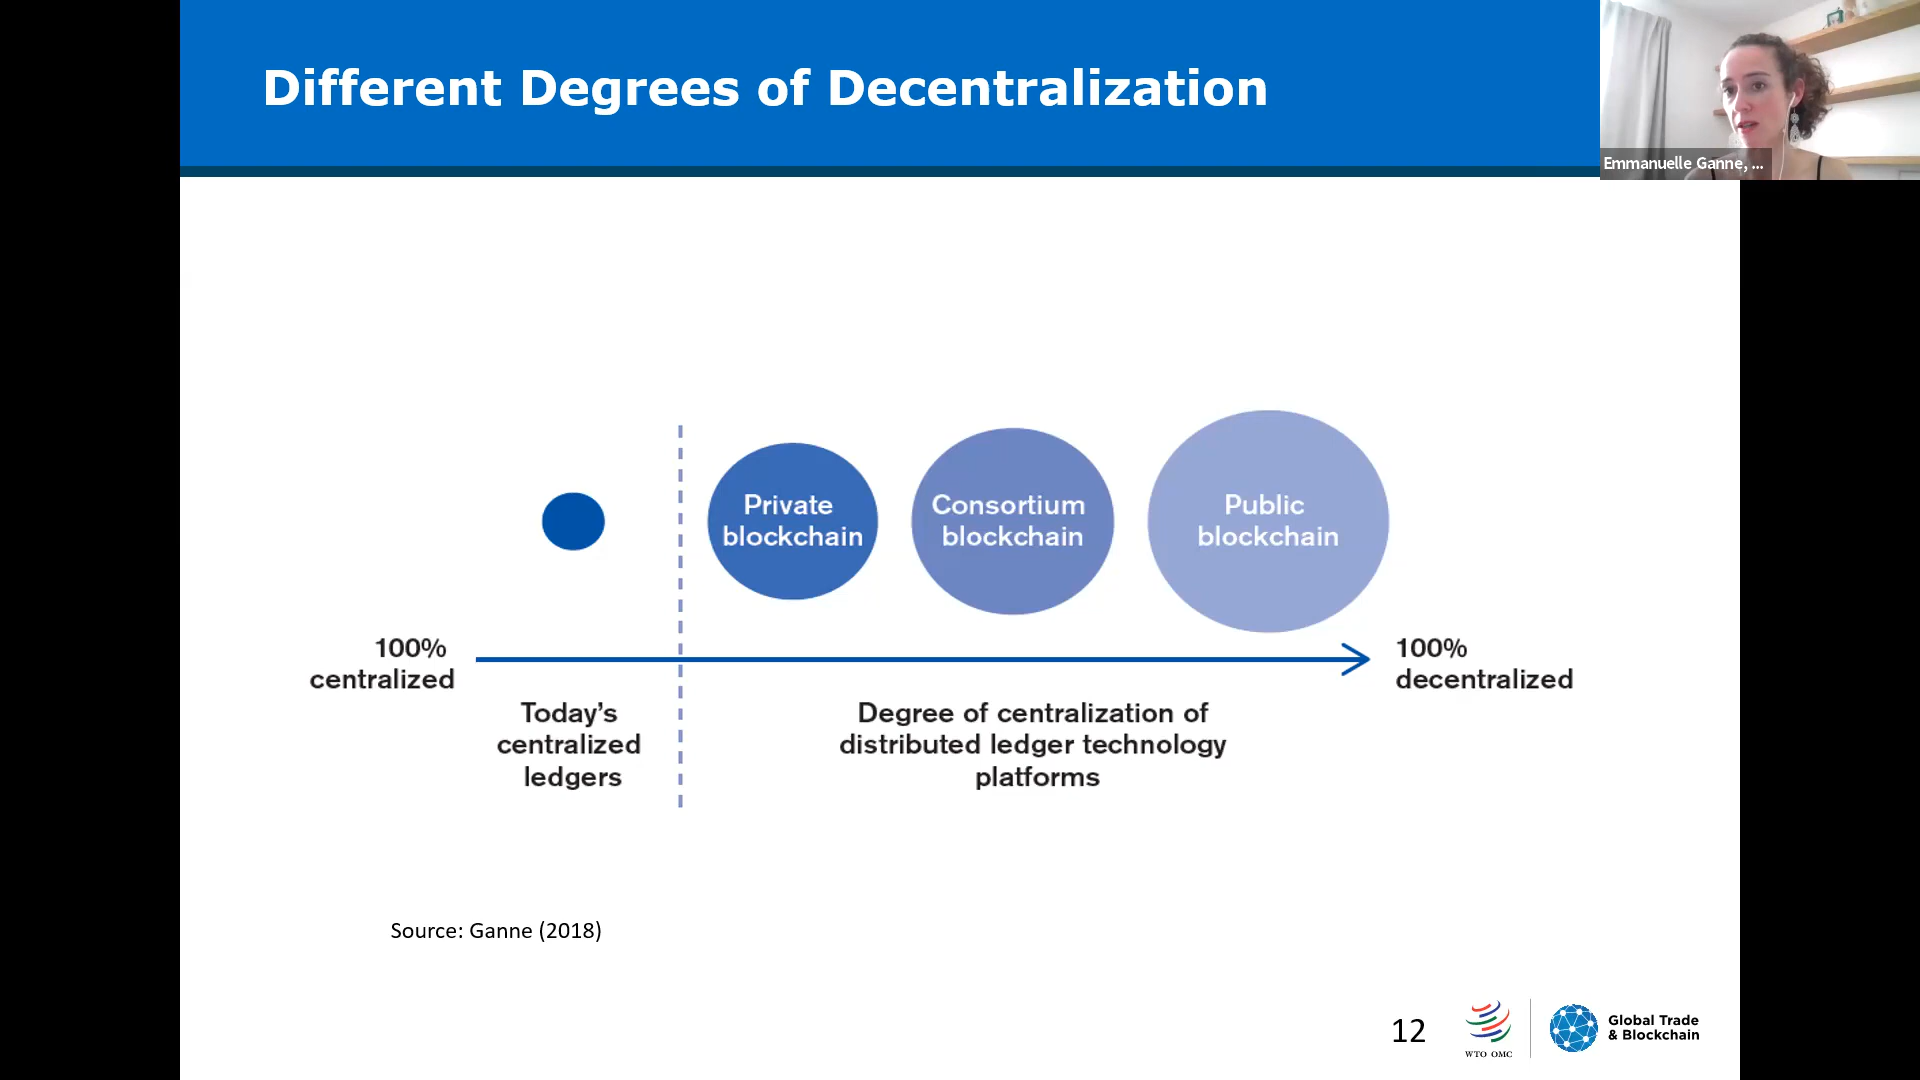 Different Degrees of Decentralization
Emmanuelle Ganne, ...
Private
blockchain
Consortium
blockchain
Public
blockchain
100%
centralized
100%
decentralized
Today’s
centralized
ledgers
Degree of centralization of
distributed ledger technology
platforms
Source: Ganne (2018)
12
WTO OMC
Global Trade
& Blockchain